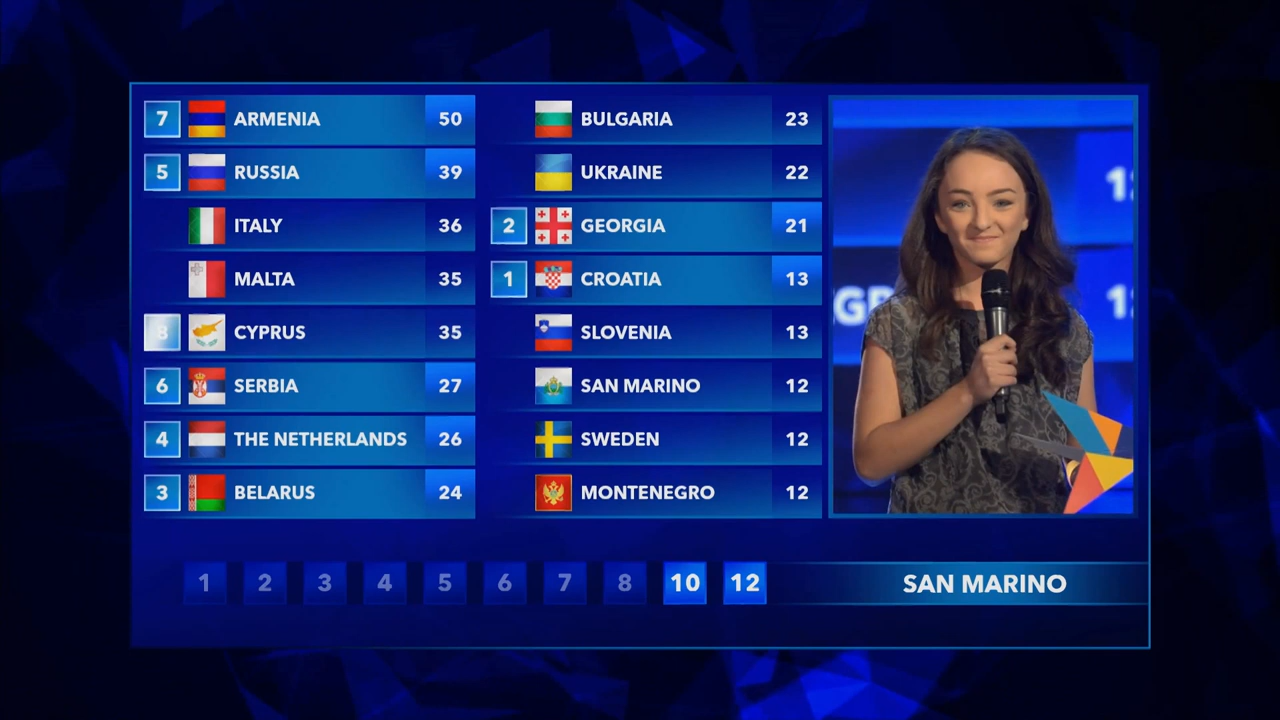 7 ARMENIA 50
5 RUSSIA 39
ITALY 36
MALTA 35
8 CYPRUS 35
6 SERBIA 27
4 THE NETHERLANDS 26
3 BELARUS 24
BULGARIA 23
UKRAINE 22
2 GEORGIA 21
1 CROATIA 13
SLOVENIA 13
SAN MARINO 12
SWEDEN 12
MONTENEGRO 12
1 2 3 4 5 6 7 8 10 12
SAN MARINO